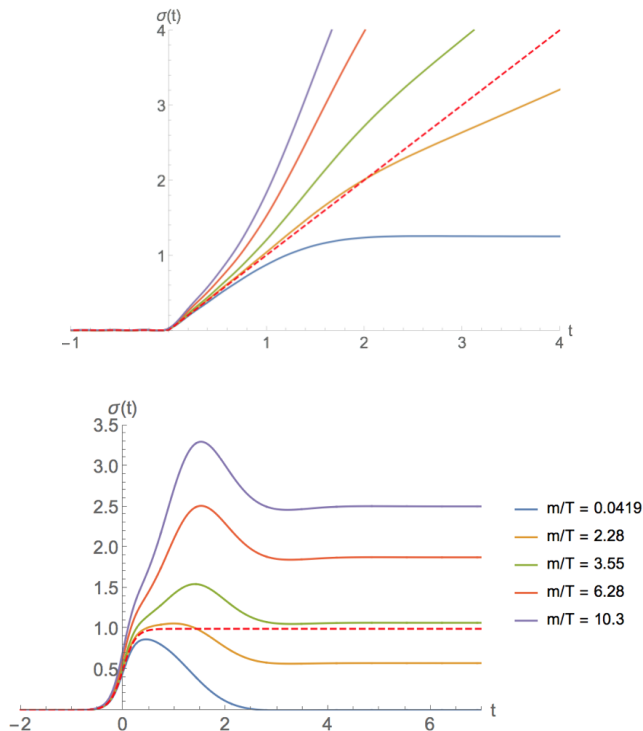 σ(t)
4
3
2
1
−1 1 2 3 4 t
σ(t)
3.5
3.0
2.5
2.0
1.5
1.0
0.5
−2 0 2 4 6 t
m/T = 0.0419
m/T = 2.28
m/T = 3.55
m/T = 6.28
m/T = 10.3